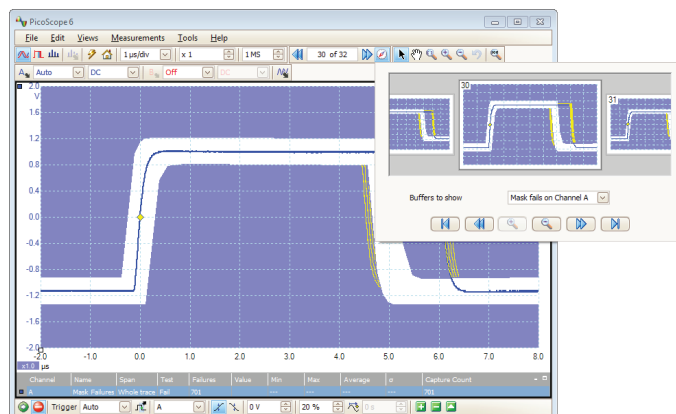 PicoScope 6
File Edit Views Measurements Tools Help
1 µs/div x 1 1 MS 30 of 32
A Auto DC Off DC
30
31
Buffers to show Mask fails on Channel A
2.0
V
1.6
1.2
0.8
0.4
0.0
-0.4
-0.8
-1.2
-1.6
-2.0
-2.0 -1.0 0.0 1.0 2.0 3.0 4.0 5.0 6.0 7.0 8.0
x1.0 µs
Channel Name Span Test Failures Value Min Max Average σ Capture Count
A Mask Failures Whole trace Fail 701 --- --- --- --- --- 701
Trigger Auto A 0 V 20 % 0 s